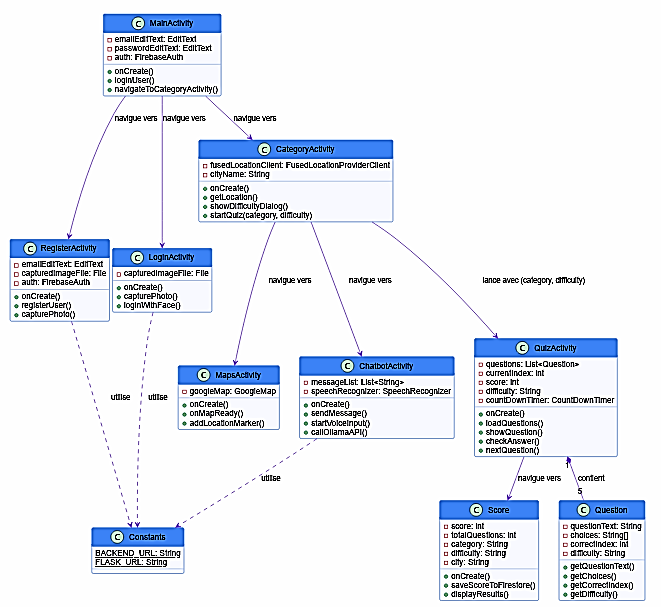 C MainActivity
emailEditText: EditText
passwordEditText: EditText
auth: FirebaseAuth
onCreate()
loginUser()
navigateToCategoryActivity()
navigue vers
navigue vers
navigue vers
C CategoryActivity
fusedLocationClient: FusedLocationProviderClient
cityName: String
onCreate()
getLocation()
showDifficultyDialog()
startQuiz(category, difficulty)
C RegisterActivity
emailEditText: EditText
capturedImageFile: File
auth: FirebaseAuth
onCreate()
registerUser()
capturePhoto()
C LoginActivity
capturedImageFile: File
onCreate()
capturePhoto()
loginWithFace()
navigue vers
navigue vers
lance avec (category, difficulty)
C MapsActivity
googleMap: GoogleMap
onCreate()
onMapReady()
addLocationMarker()
C ChatbotActivity
messageList: List<String>
speechRecognizer: SpeechRecognizer
onCreate()
sendMessage()
startVoiceInput()
callOllamaAPI()
C QuizActivity
questions: List<Question>
currentIndex: int
score: int
difficulty: String
countDownTimer: CountDownTimer
onCreate()
loadQuestions()
showQuestion()
checkAnswer()
nextQuestion()
utilise
utilise
utilise
navigue vers
1
contient
5
C Constants
BACKEND_URL: String
FLASK_URL: String
C Score
score: int
totalQuestions: int
category: String
difficulty: String
city: String
onCreate()
saveScoreToFirestore()
displayResults()
C Question
questionText: String
choices: String[]
correctIndex: int
difficulty: String
getQuestionText()
getChoices()
getCorrectIndex()
getDifficulty()